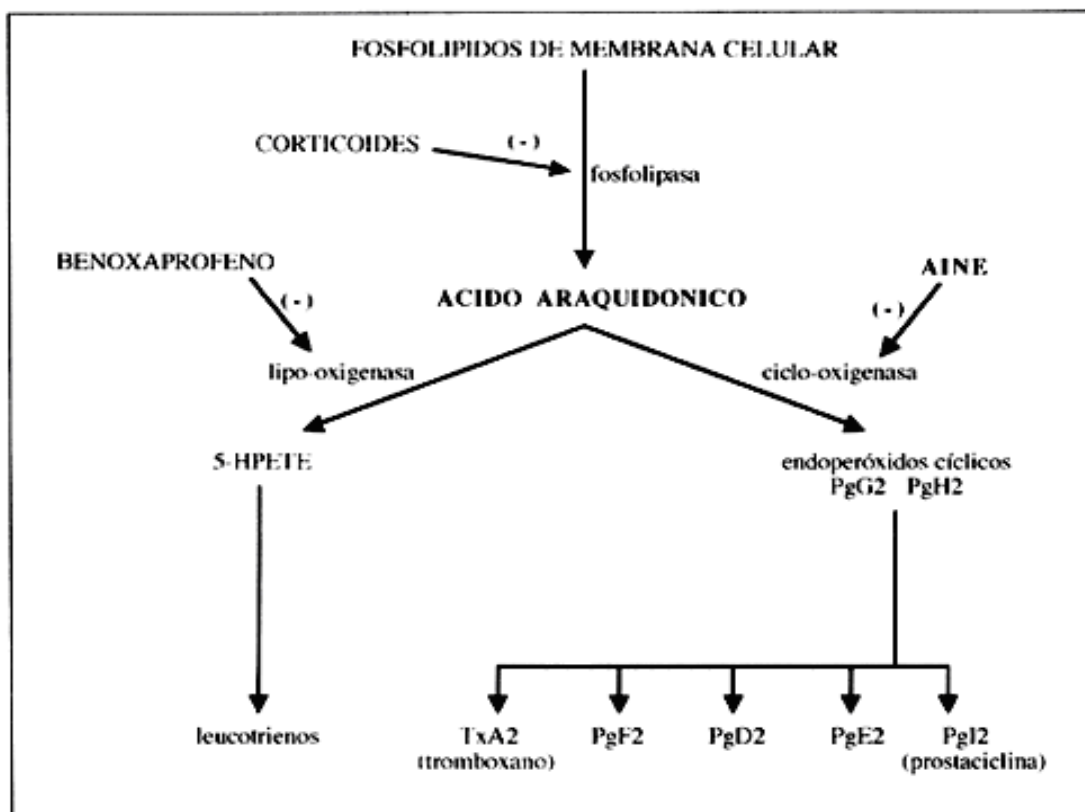 FOSFOLIPIDOS DE MEMBRANA CELULAR
CORTICOIDES
(-)
fosfolipasa
BENOXAPROFENO
(-)
ACIDO ARAQUIDONICO
AINE
(-)
lipo-oxigenasa
ciclo-oxigenasa
5-HPETE
endoperóxidos cíclicos
PgG2 PgH2
leucotrienos
TxA2
(tromboxano)
PgF2
PgD2
PgE2
PgI2
(prostaciclina)